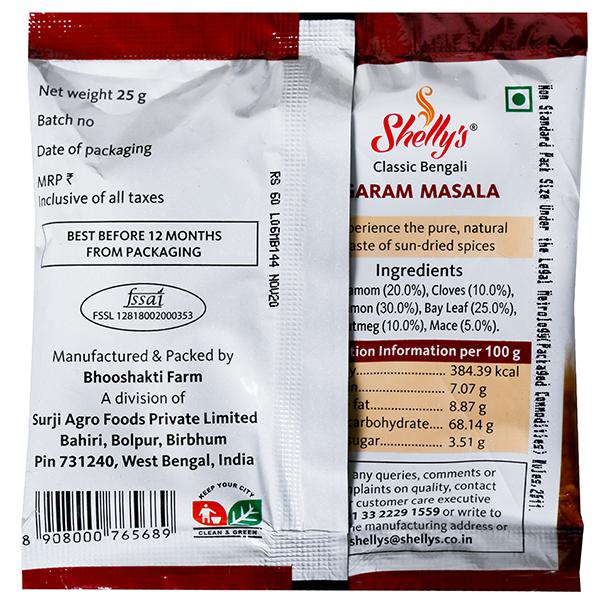 Net weight 25 g
Batch no
Date of packaging
MRP ₹
Inclusive of all taxes
BEST BEFORE 12 MONTHS
FROM PACKAGING
fssai
FSSL 12818002000353
Manufactured & Packed by
Bhooshakti Farm
A division of
Surji Agro Foods Private Limited
Bahiri, Bolpur, Birbhum
Pin 731240, West Bengal, India
8 908000 765689
KEEP YOUR CITY
CLEAN & GREEN
RS 60 L06MB144 NOV20
Shelly's®
Classic Bengali
GARAM MASALA
perience the pure, natural
aste of sun-dried spices
Ingredients
amom (20.0%), Cloves (10.0%),
amon (30.0%), Bay Leaf (25.0%),
utmeg (10.0%), Mace (5.0%).
tion Information per 100 g
y.................. 384.39 kcal
n.................. 7.07 g
fat............... 8.87 g
carbohydrate.... 68.14 g
sugar............. 3.51 g
any queries, comments or
mplaints on quality, contact
r customer care executive
1 33 2229 1559 or write to
he manufacturing address or
shellys@shellys.co.in
Non Standard Pack Size Under the Legal Metrology(Packaged Commodities) Rules,2011